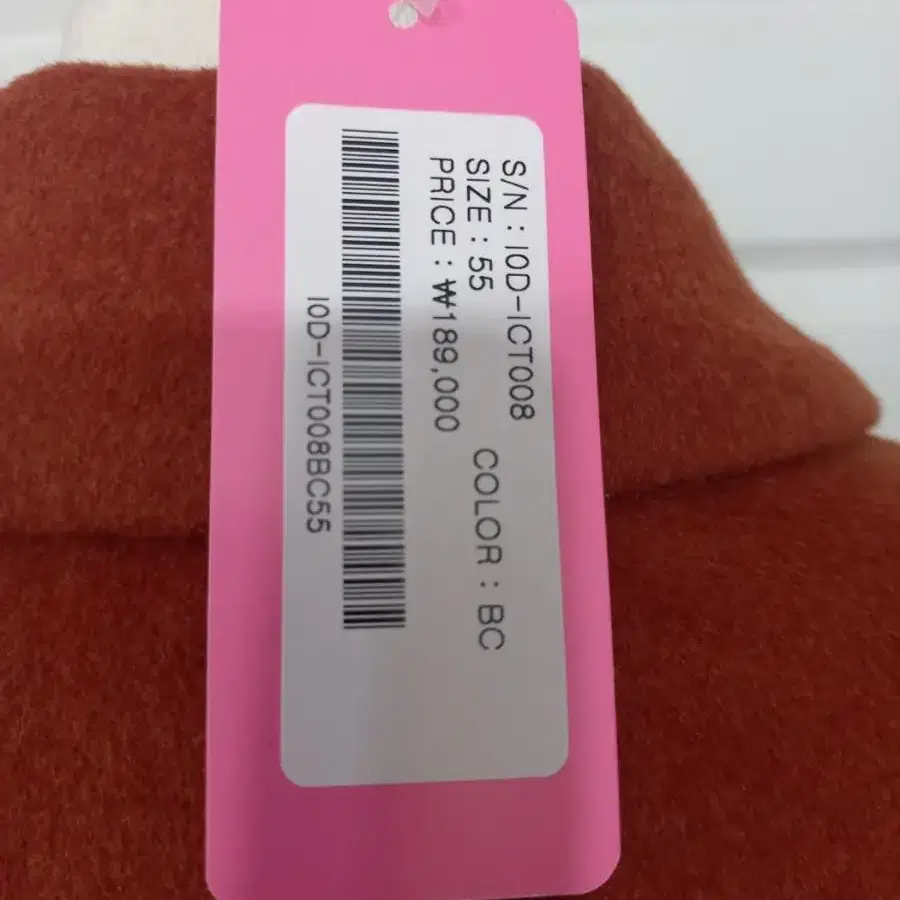 S/N : I0D-ICT008
SIZE : 55 COLOR : BC
PRICE : ₩189,000
I0D-ICT008BC55